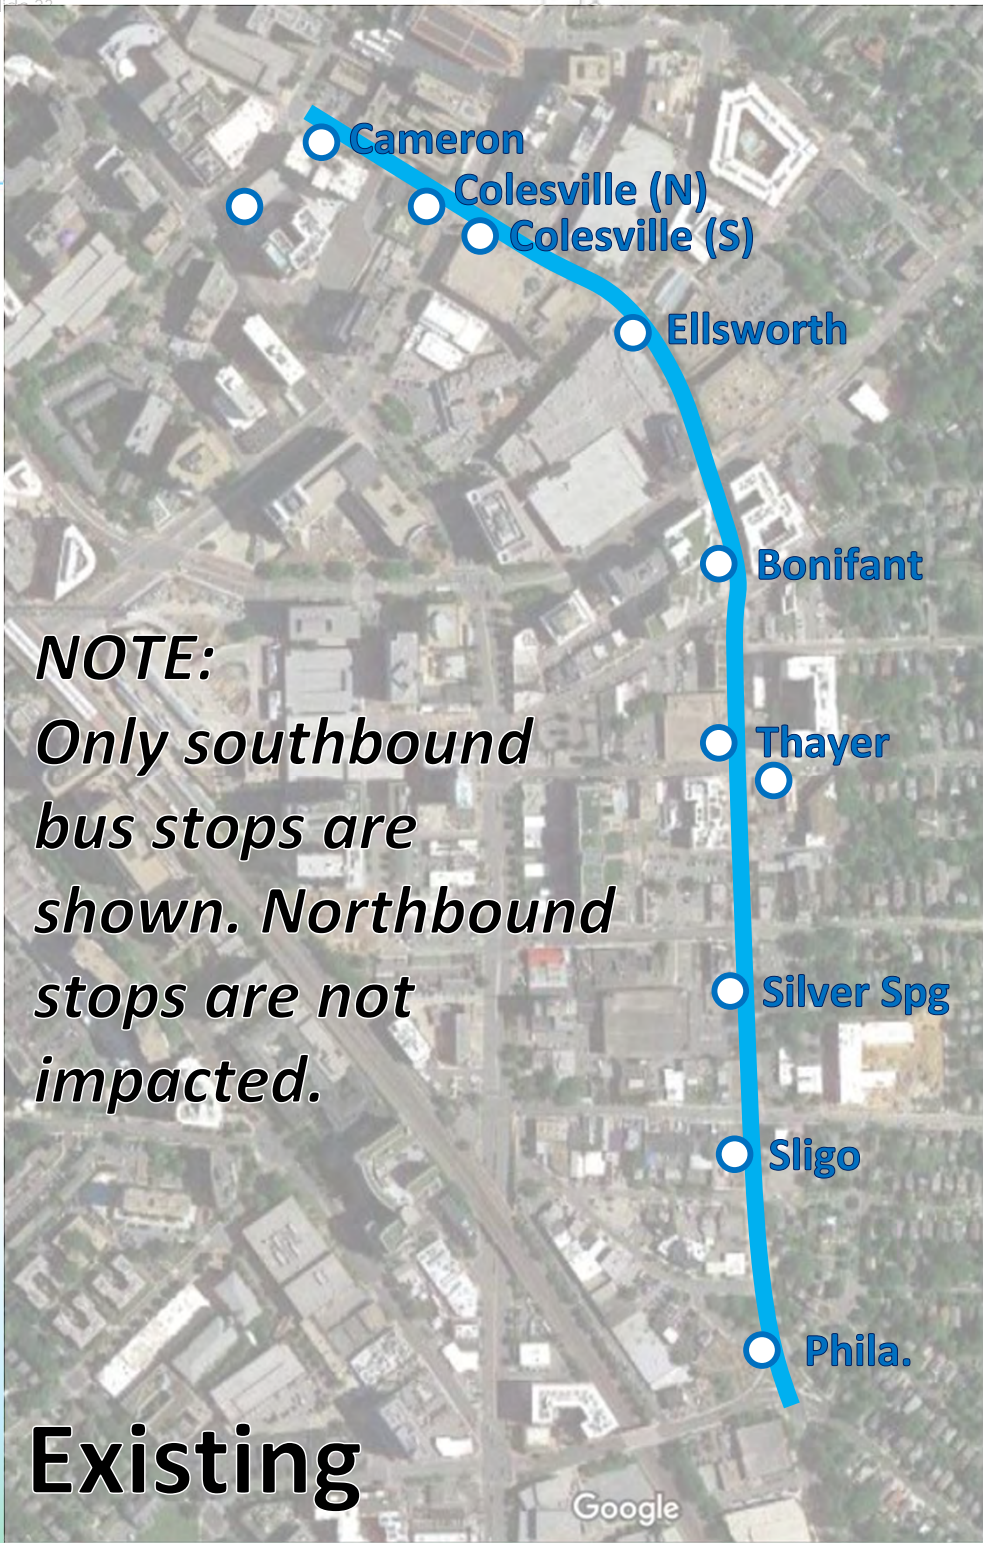 Cameron
Colesville (N)
Colesville (S)
Ellsworth
Bonifant
NOTE:
Only southbound
bus stops are
shown. Northbound
stops are not
impacted.
Thayer
Silver Spg
Sligo
Phila.
Existing
Google